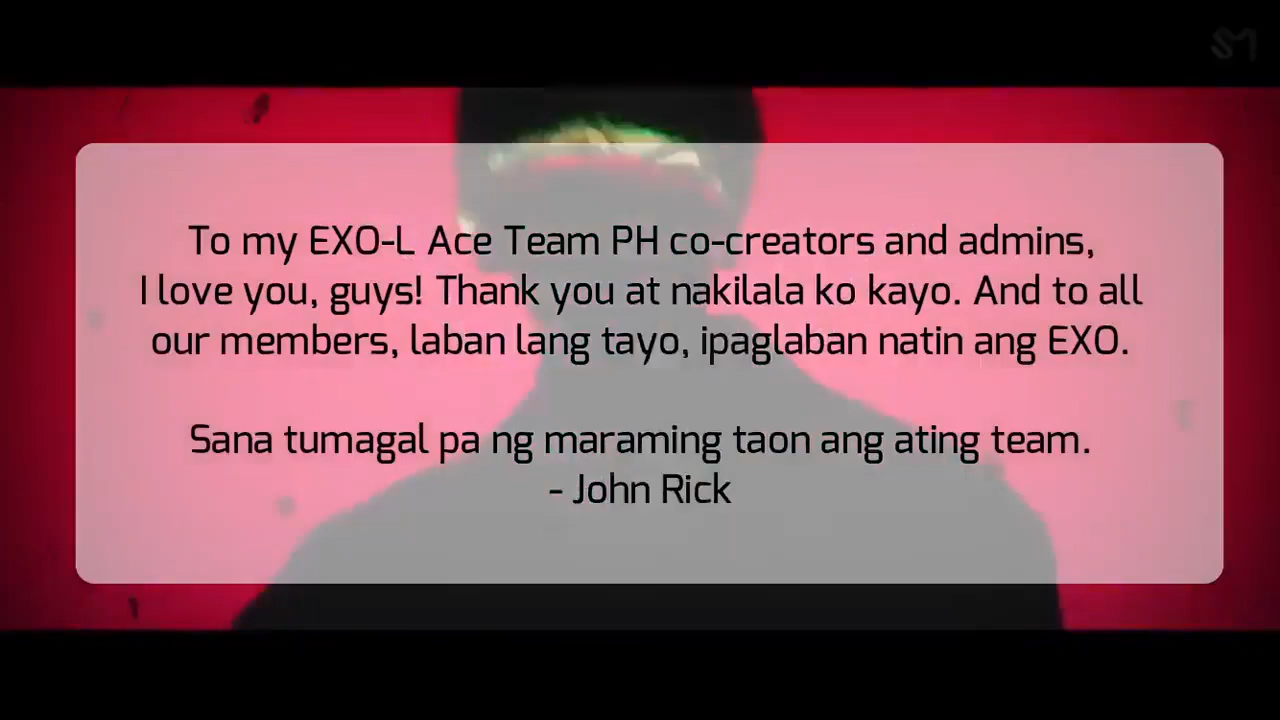 SM
To my EXO-L Ace Team PH co-creators and admins,
I love you, guys! Thank you at nakilala ko kayo. And to all
our members, laban lang tayo, ipaglaban natin ang EXO.
Sana tumagal pa ng maraming taon ang ating team.
- John Rick